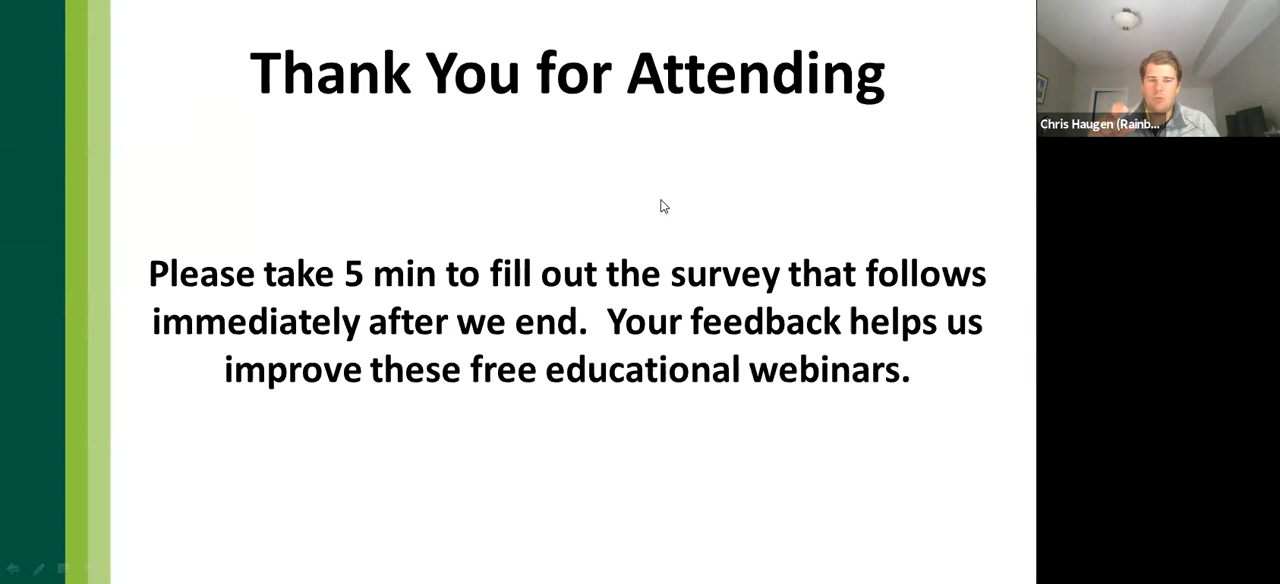 Thank You for Attending
Please take 5 min to fill out the survey that follows
immediately after we end.  Your feedback helps us
improve these free educational webinars.
Chris Haugen (Rainb...